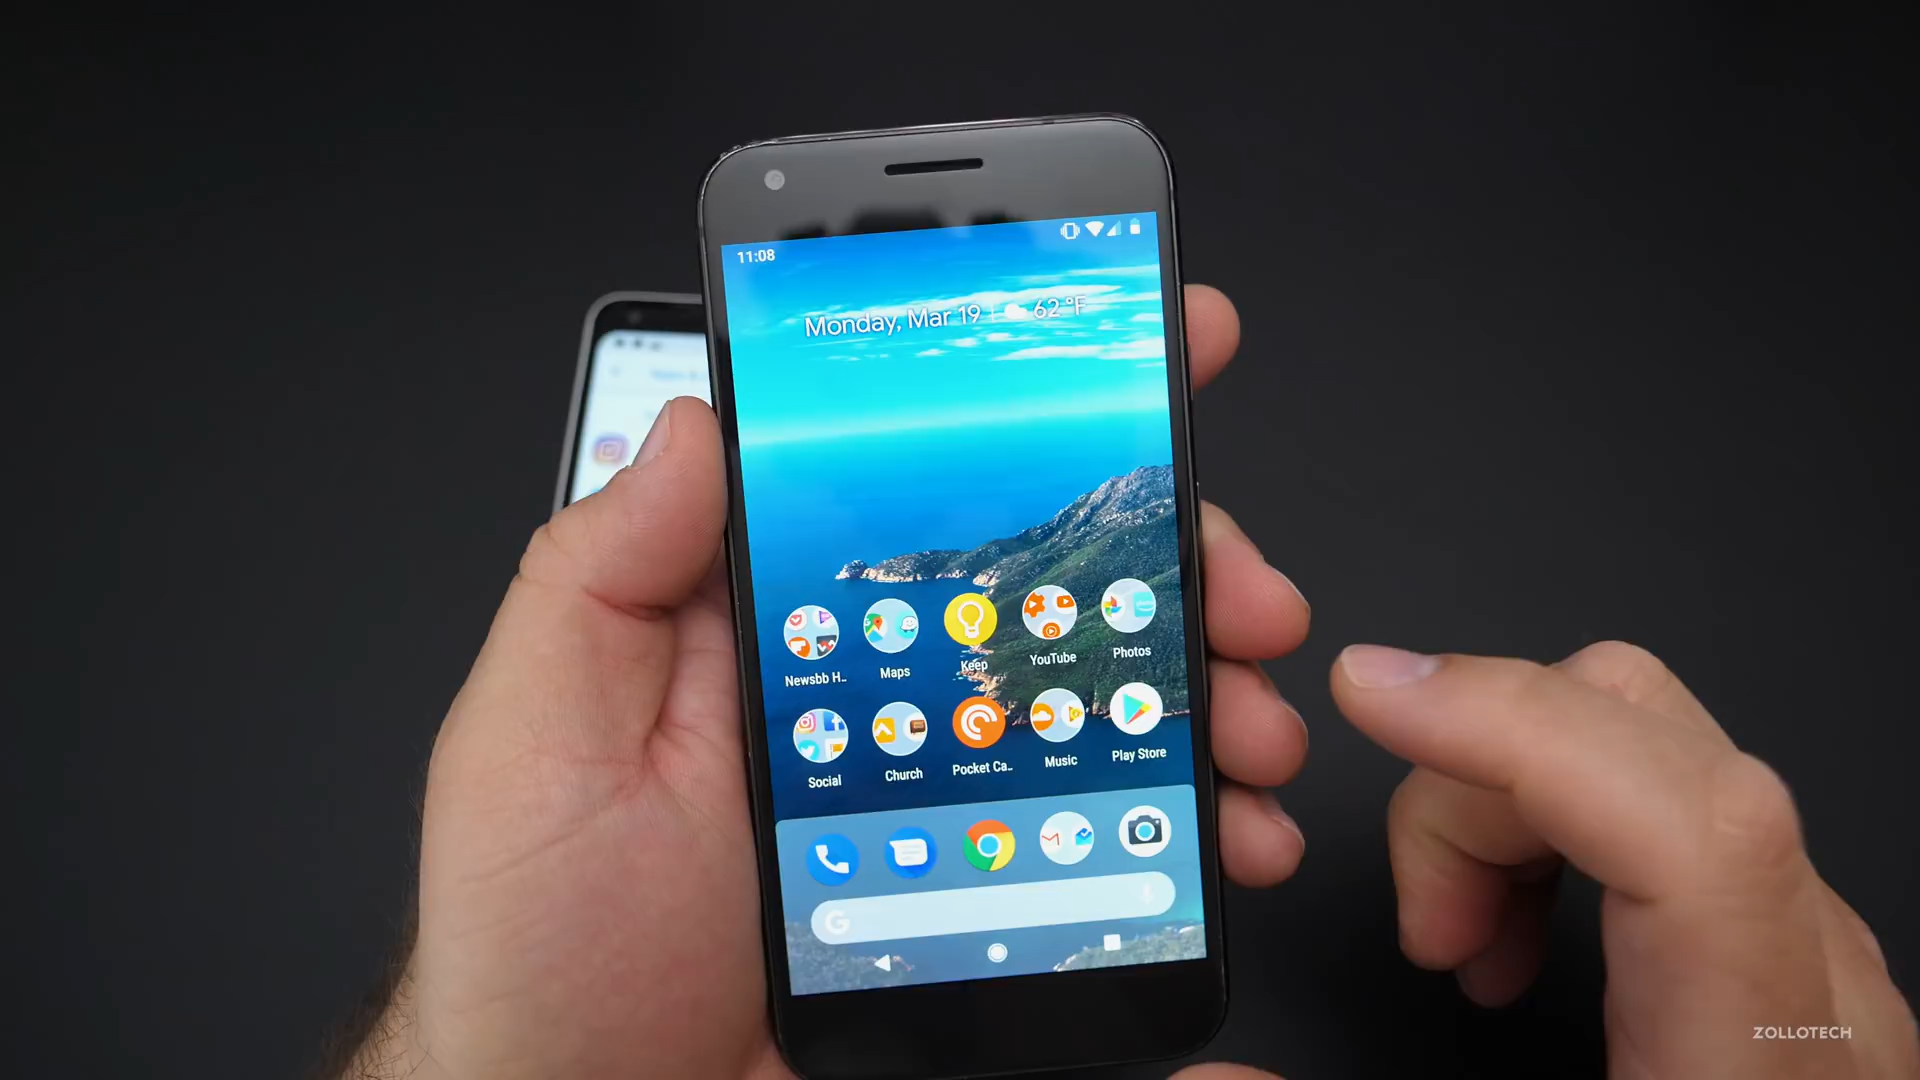 11:08
Monday, Mar 19 | 62 °F
Newsbb H..
Maps
Keep
YouTube
Photos
Social
Church
Pocket Ca..
Music
Play Store
G
ZOLLOTECH